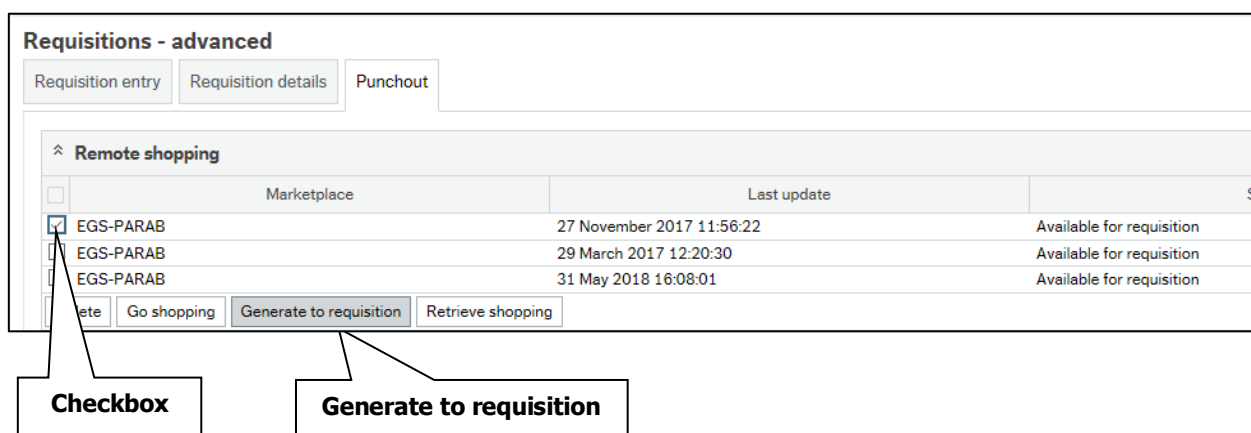 Requisitions - advanced
Requisition entry Requisition details Punchout
Remote shopping
Marketplace Last update
EGS-PARAB 27 November 2017 11:56:22 Available for requisition
EGS-PARAB 29 March 2017 12:20:30 Available for requisition
EGS-PARAB 31 May 2018 16:08:01 Available for requisition
Go shopping Generate to requisition Retrieve shopping
Checkbox Generate to requisition